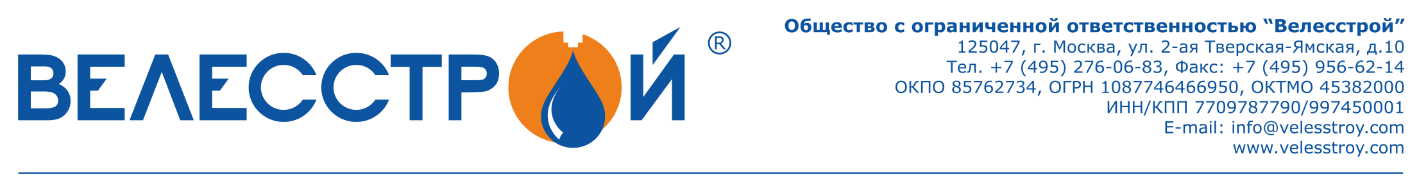 ВЕЛЕССТРОЙ ®
Общество с ограниченной ответственностью “Велесстрой”
125047, г. Москва, ул. 2-ая Тверская-Ямская, д.10
Тел. +7 (495) 276-06-83, Факс: +7 (495) 956-62-14
ОКПО 85762734, ОГРН 1087746466950, ОКТМО 45382000
ИНН/КПП 7709787790/997450001
E-mail: info@velesstroy.com
www.velesstroy.com